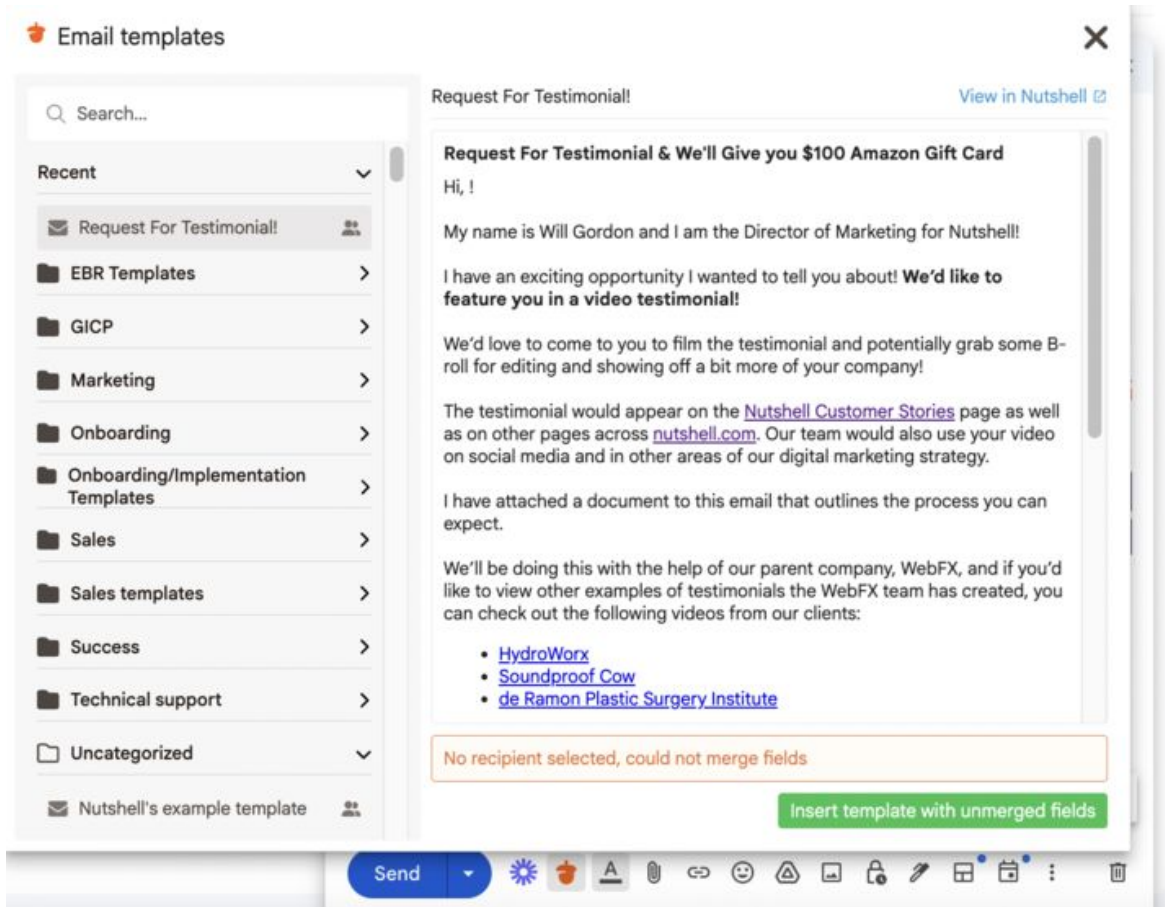 Email templates
Search...
Recent
Request For Testimonial!
EBR Templates
GICP
Marketing
Onboarding
Onboarding/Implementation
Templates
Sales
Sales templates
Success
Technical support
Uncategorized
Nutshell's example template
Request For Testimonial!
View in Nutshell
Request For Testimonial & We'll Give you $100 Amazon Gift Card
Hi, !
My name is Will Gordon and I am the Director of Marketing for Nutshell!
I have an exciting opportunity I wanted to tell you about! We'd like to
feature you in a video testimonial!
We'd love to come to you to film the testimonial and potentially grab some B-
roll for editing and showing off a bit more of your company!
The testimonial would appear on the Nutshell Customer Stories page as well
as on other pages across nutshell.com. Our team would also use your video
on social media and in other areas of our digital marketing strategy.
I have attached a document to this email that outlines the process you can
expect.
We'll be doing this with the help of our parent company, WebFX, and if you'd
like to view other examples of testimonials the WebFX team has created, you
can check out the following videos from our clients:
• HydroWorx
• Soundproof Cow
• de Ramon Plastic Surgery Institute
No recipient selected, could not merge fields
Insert template with unmerged fields
Send